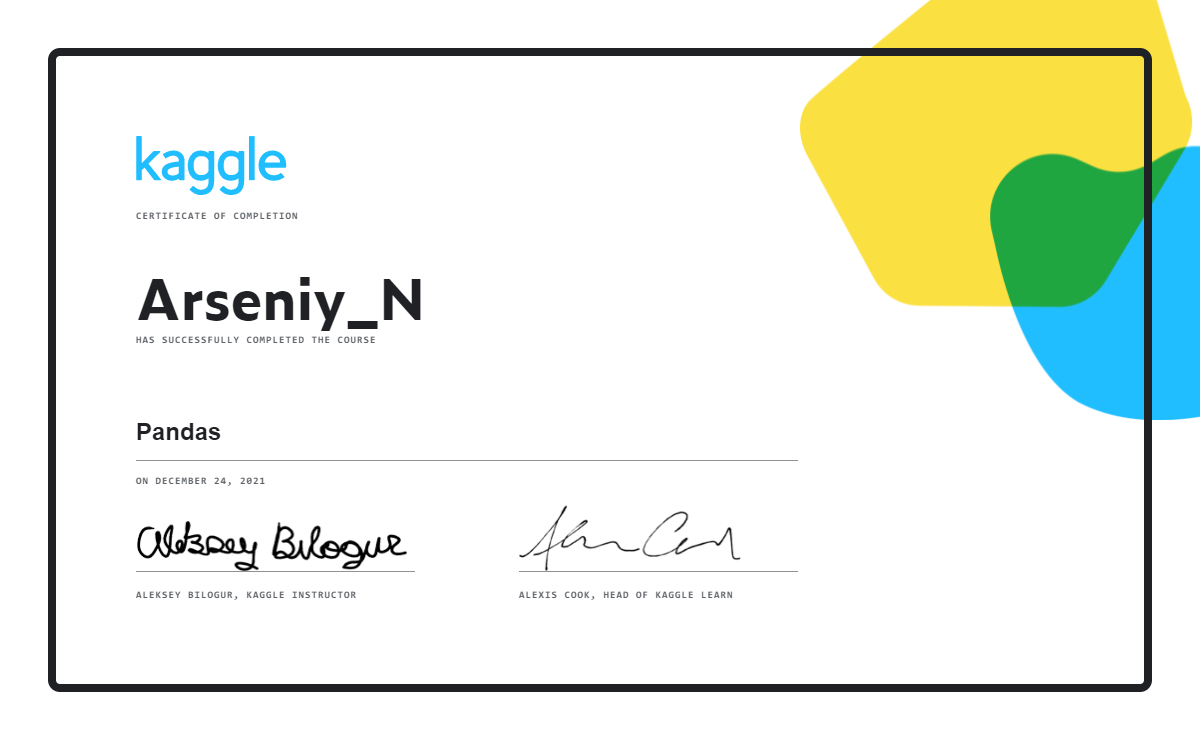 kaggle
CERTIFICATE OF COMPLETION
Arseniy_N
HAS SUCCESSFULLY COMPLETED THE COURSE
Pandas
ON DECEMBER 24, 2021
Aleksey Bilogur
ALEKSEY BILOGUR, KAGGLE INSTRUCTOR
ALEXIS COOK, HEAD OF KAGGLE LEARN